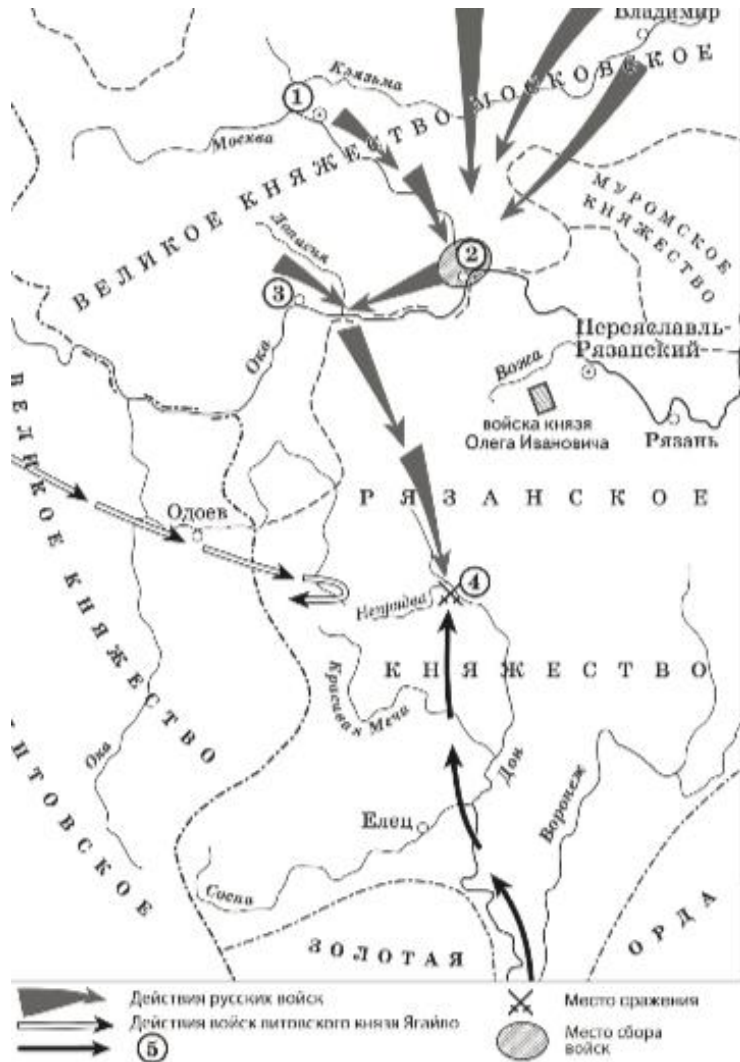 Владимир
Клязьма
1
Москва
ВЕЛИКОЕ КНЯЖЕСТВО МОСКОВСКОЕ
МУРОМСКОЕ
КНЯЖЕСТВО
Лопасня
2
3
Ока
Переяславль-
Рязанский
Вожа
войска князя
Олега Ивановича
Рязань
Одоев
РЯЗАНСКОЕ
4
Непрядва
КНЯЖЕСТВО
Красивая Меча
Дон
Воронеж
Ока
ВЕЛИКОЕ КНЯЖЕСТВО
ИТОВСКОЕ
Елец
Сосна
ЗОЛОТАЯ
ОРДА
Действия русских войск
Действия войск литовского князя Ягайло
5
Место сражения
Место сбора
войск